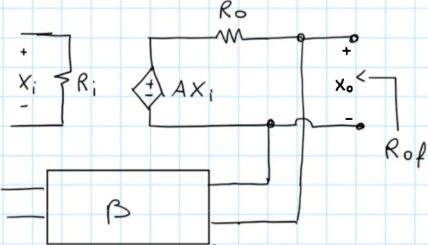 Ro
+
Xi
-
Ri
+
-
AXi
+
Xo
-
Rof
β